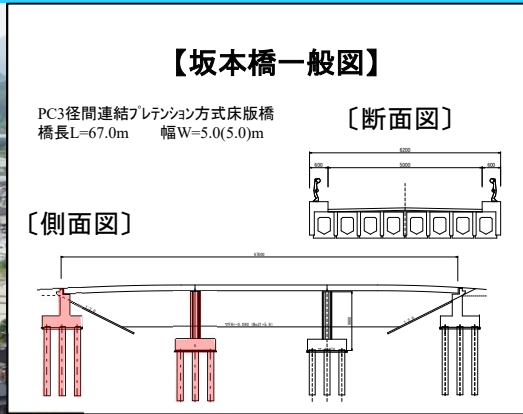 【坂本橋一般図】
PC3径間連結プレテンション方式床版橋
橋長L=67.0m 幅W=5.0(5.0)m
〔断面図〕
6200
600 5000 600
〔側面図〕